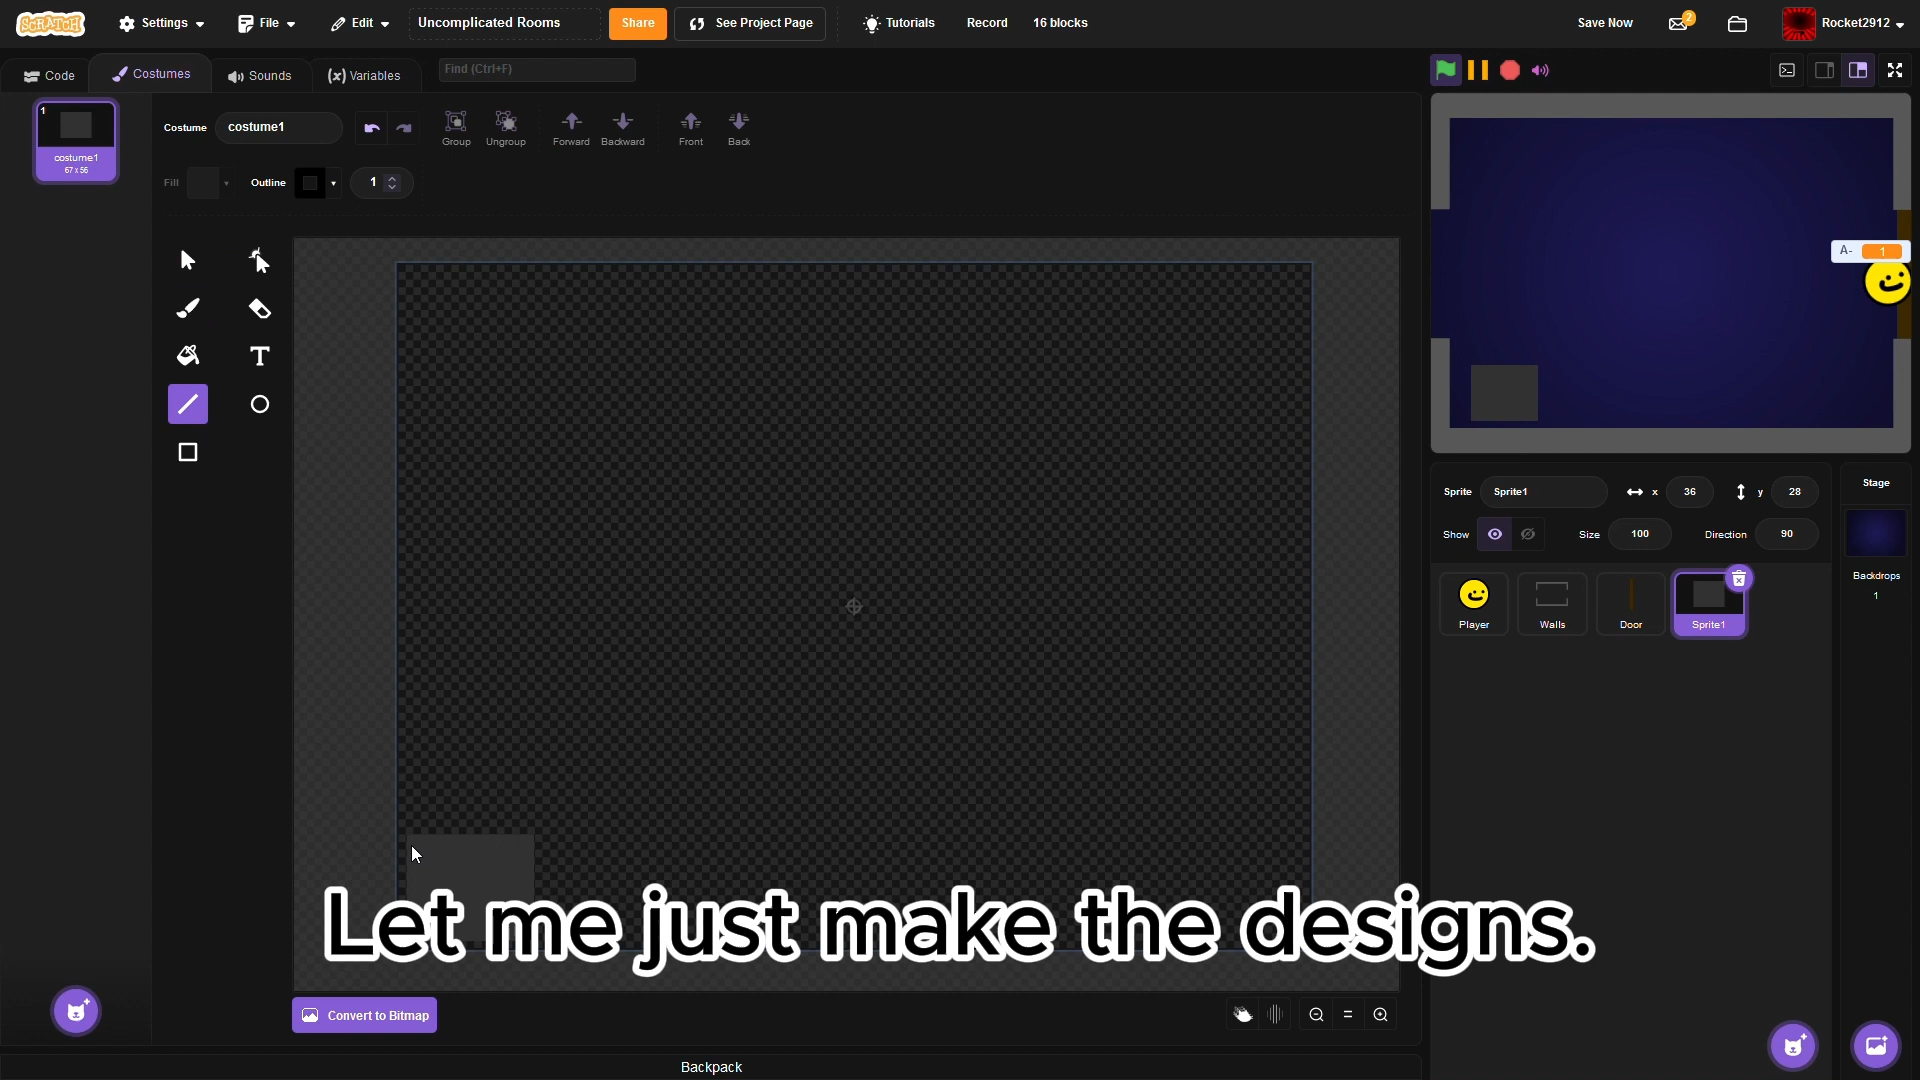 SCRATCH Settings File Edit Uncomplicated Rooms Share See Project Page Tutorials Record 16 blocks Save Now 2 Rocket2912
Code Costumes Sounds (x) Variables Find (Ctrl+F)
1
costume1
67 x 56
Costume costume1 Group Ungroup Forward Backward Front Back
Fill Outline 1
T
A- 1
Sprite Sprite1 x 36 y 28
Show Size 100 Direction 90
Player Walls Door Sprite1
Stage
Backdrops
1
Let me just make the designs.
Convert to Bitmap
Backpack